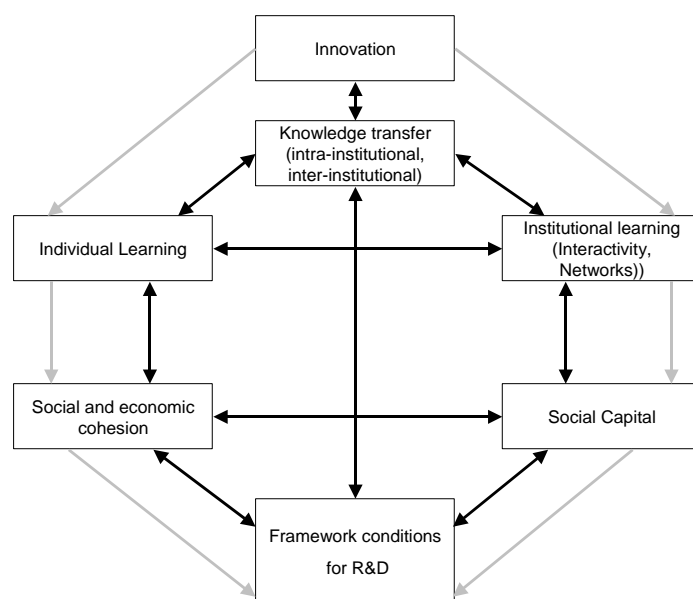 Innovation
Knowledge transfer
(intra-institutional,
inter-institutional)
Individual Learning
Institutional learning
(Interactivity,
Networks))
Social and economic
cohesion
Social Capital
Framework conditions
for R&D